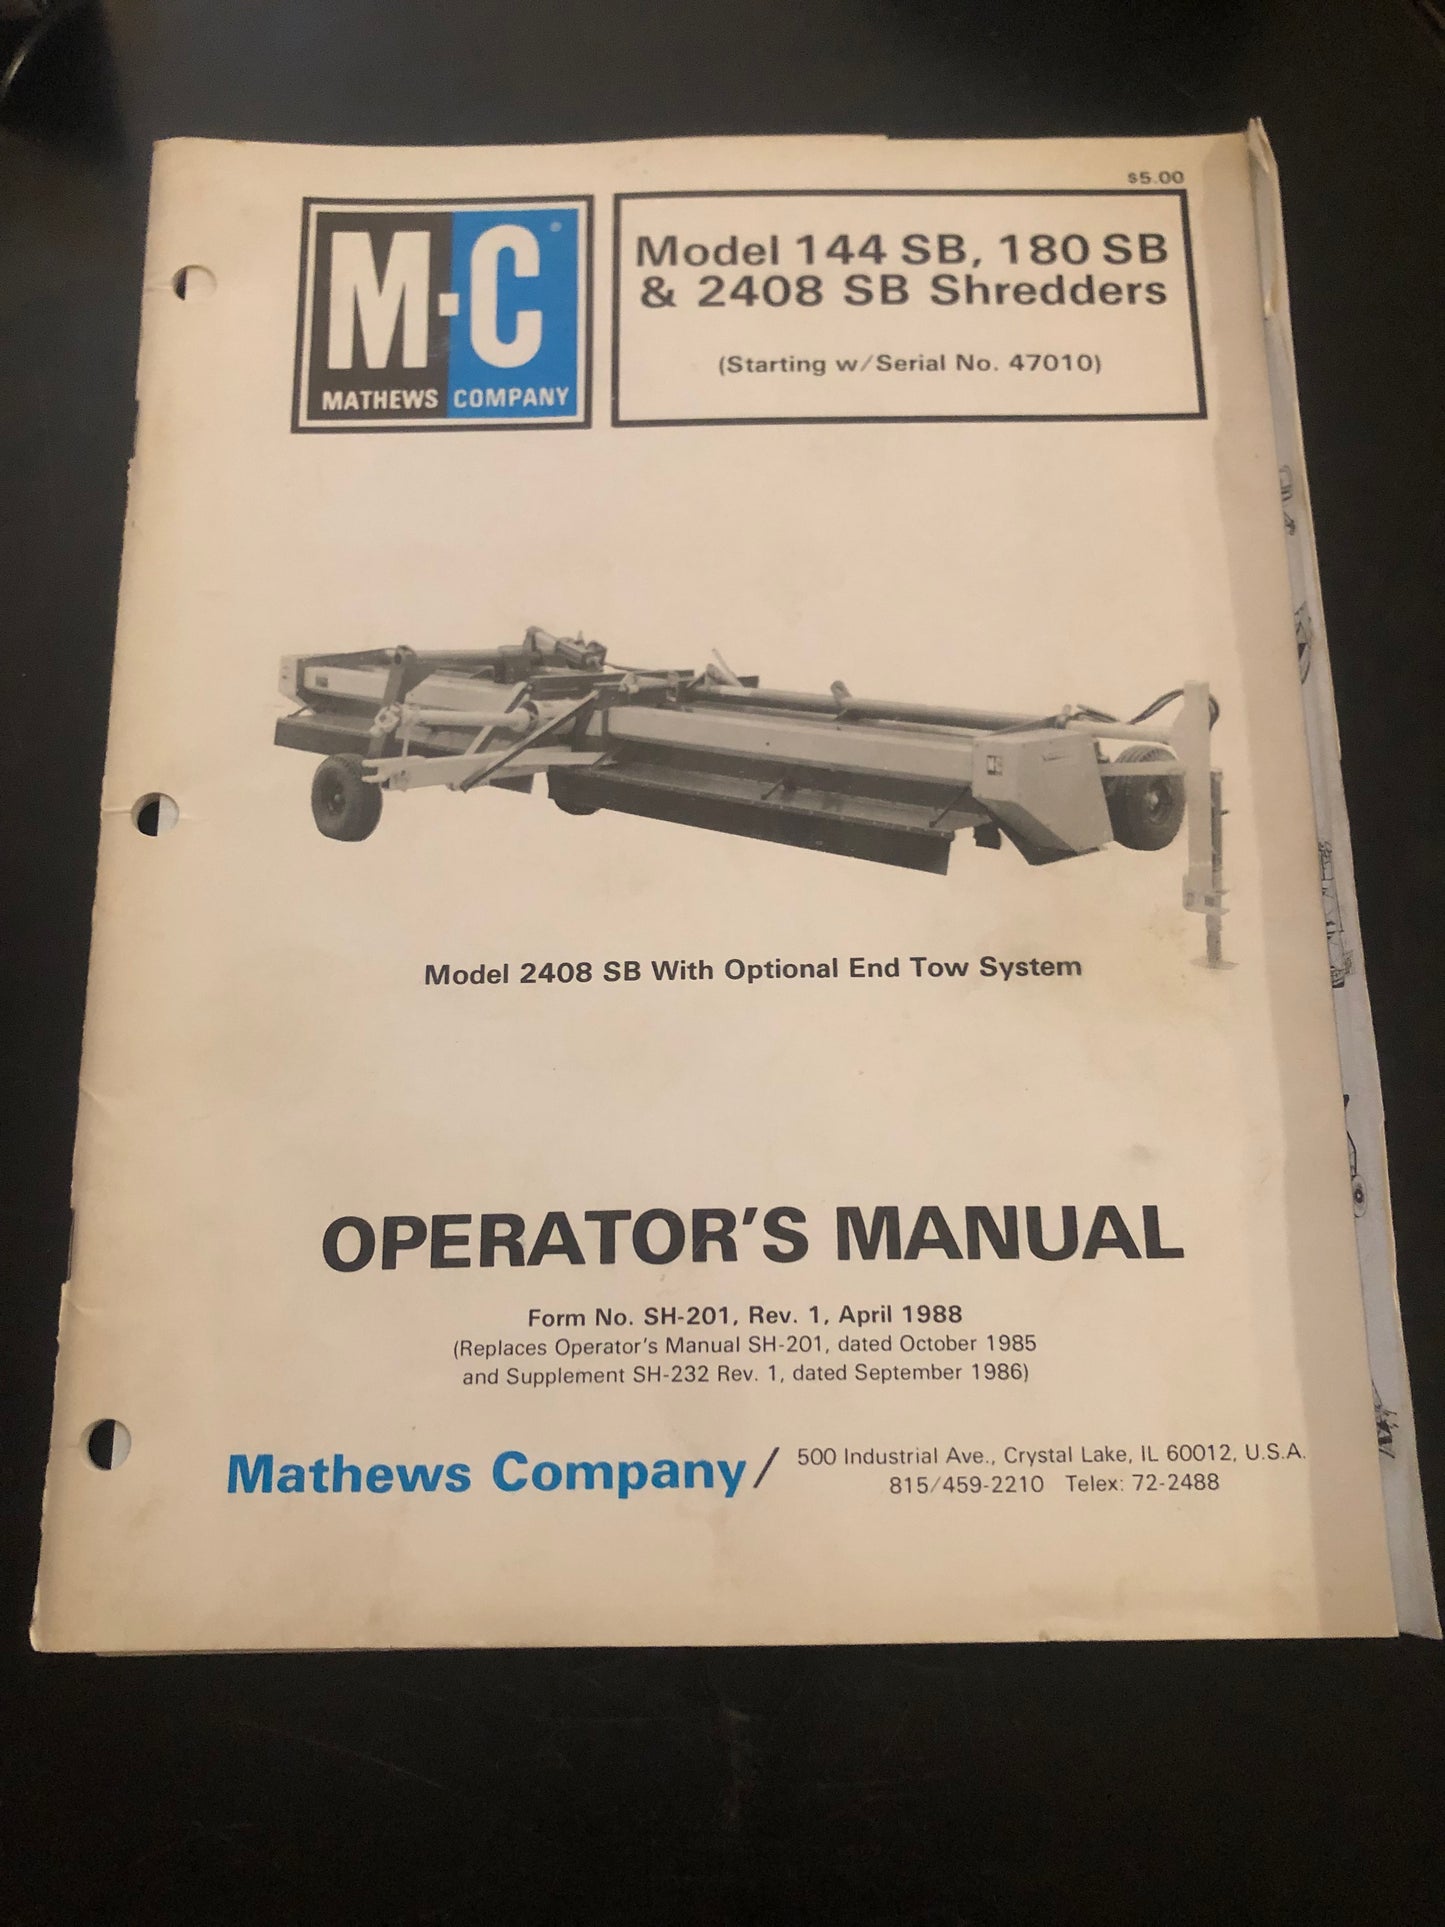 $5.00
M-C®
MATHEWS COMPANY
Model 144 SB, 180 SB
& 2408 SB Shredders
(Starting w/Serial No. 47010)
Model 2408 SB With Optional End Tow System
OPERATOR'S MANUAL
Form No. SH-201, Rev. 1, April 1988
(Replaces Operator's Manual SH-201, dated October 1985
and Supplement SH-232 Rev. 1, dated September 1986)
Mathews Company/ 500 Industrial Ave., Crystal Lake, IL 60012, U.S.A.
815/459-2210 Telex: 72-2488